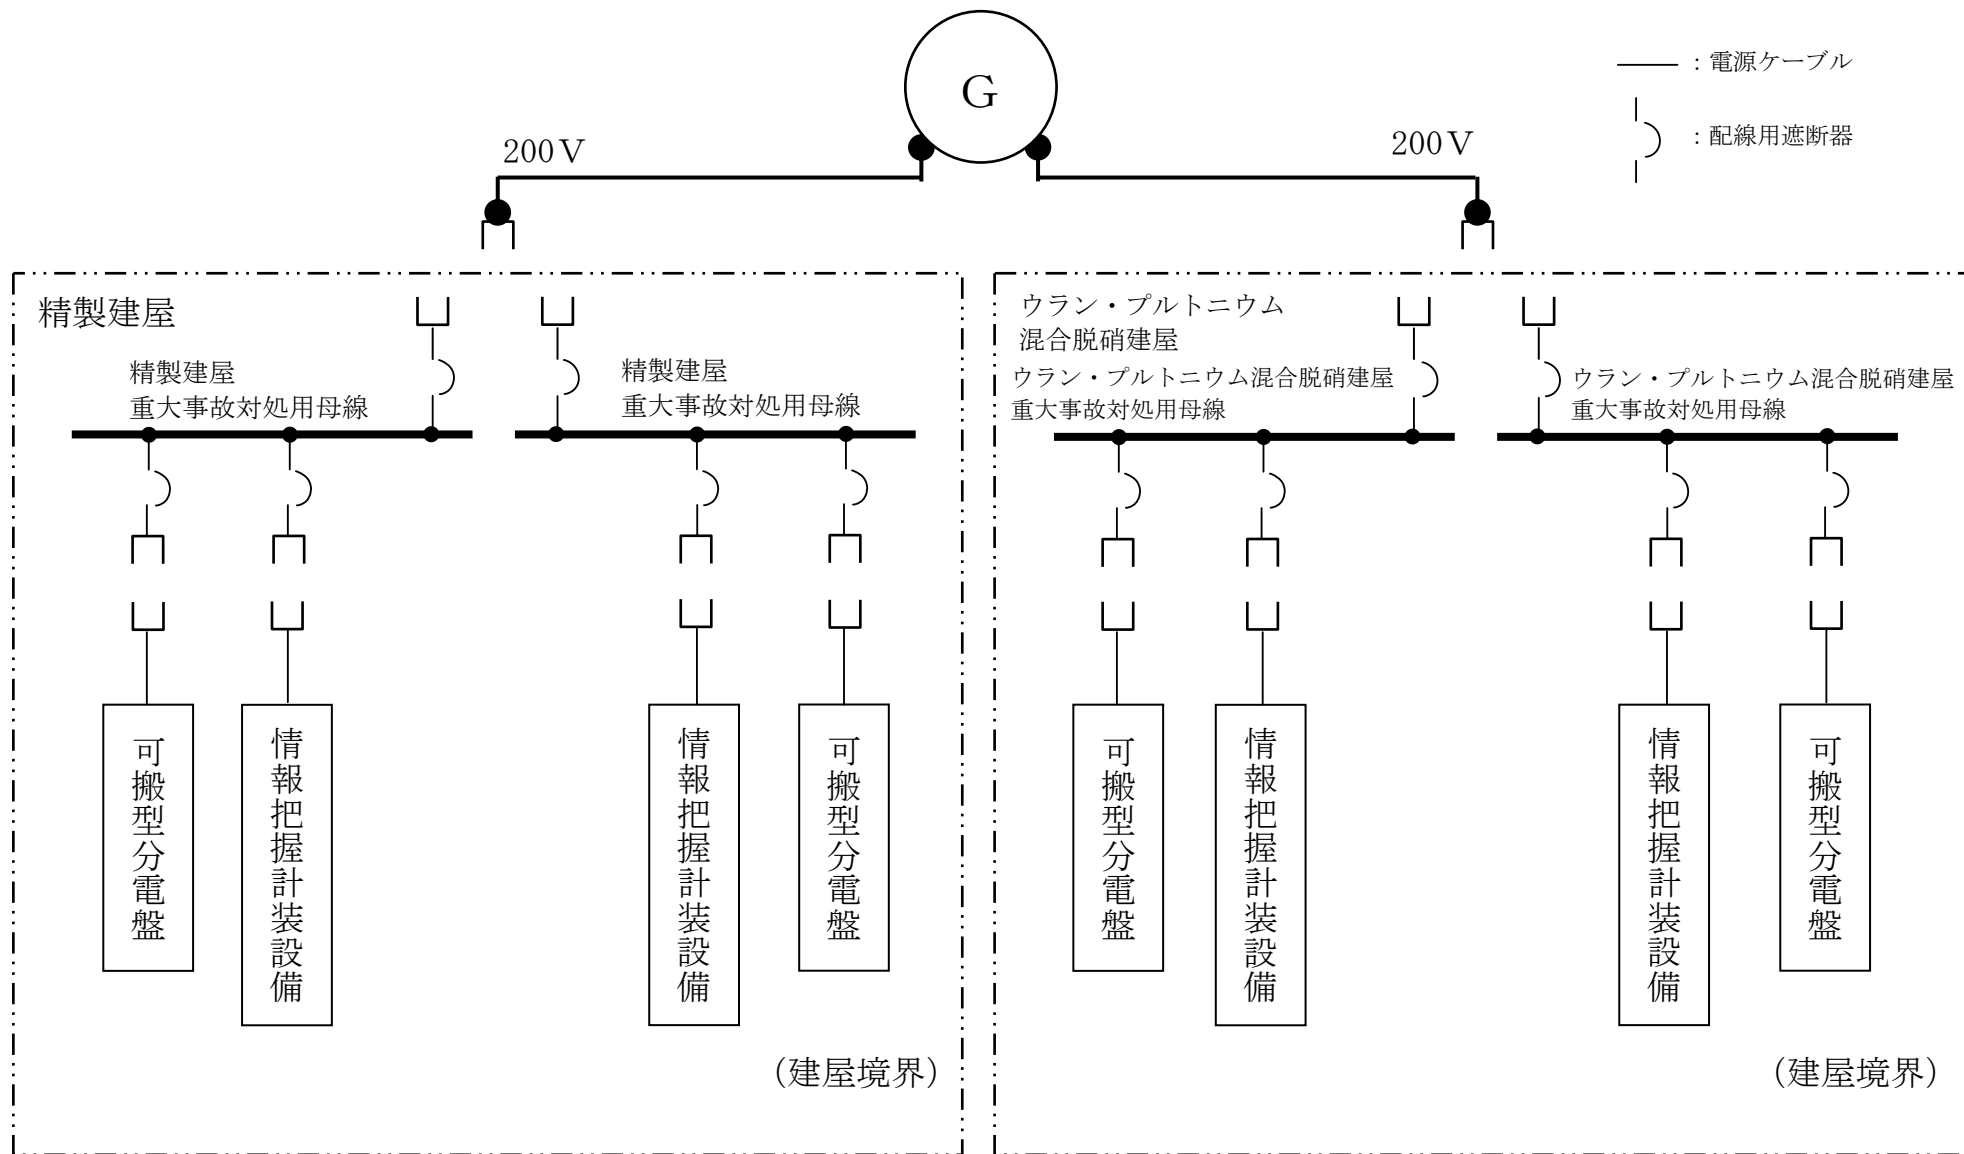 G
200V
200V
: 電源ケーブル
: 配線用遮断器
精製建屋
精製建屋
重大事故対処用母線
精製建屋
重大事故対処用母線
可搬型分電盤
情報把握計装設備
情報把握計装設備
可搬型分電盤
(建屋境界)
ウラン・プルトニウム
混合脱硝建屋
ウラン・プルトニウム混合脱硝建屋
重大事故対処用母線
ウラン・プルトニウム混合脱硝建屋
重大事故対処用母線
可搬型分電盤
情報把握計装設備
情報把握計装設備
可搬型分電盤
(建屋境界)